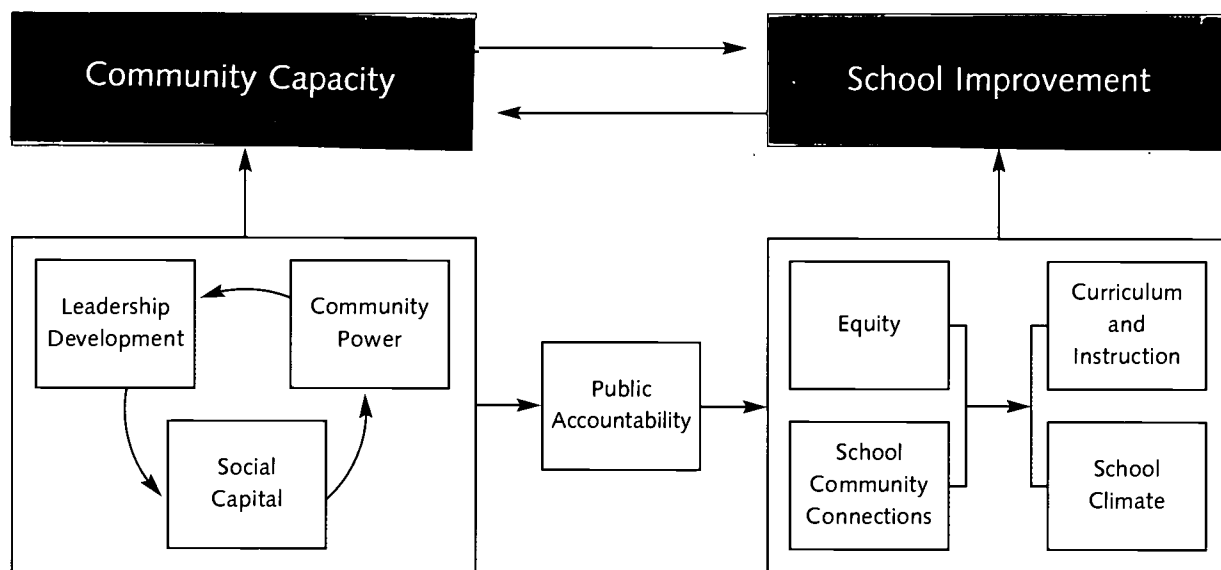 Community Capacity
School Improvement
Leadership
Development
Community
Power
Social
Capital
Public
Accountability
Equity
School
Community
Connections
Curriculum
and
Instruction
School
Climate